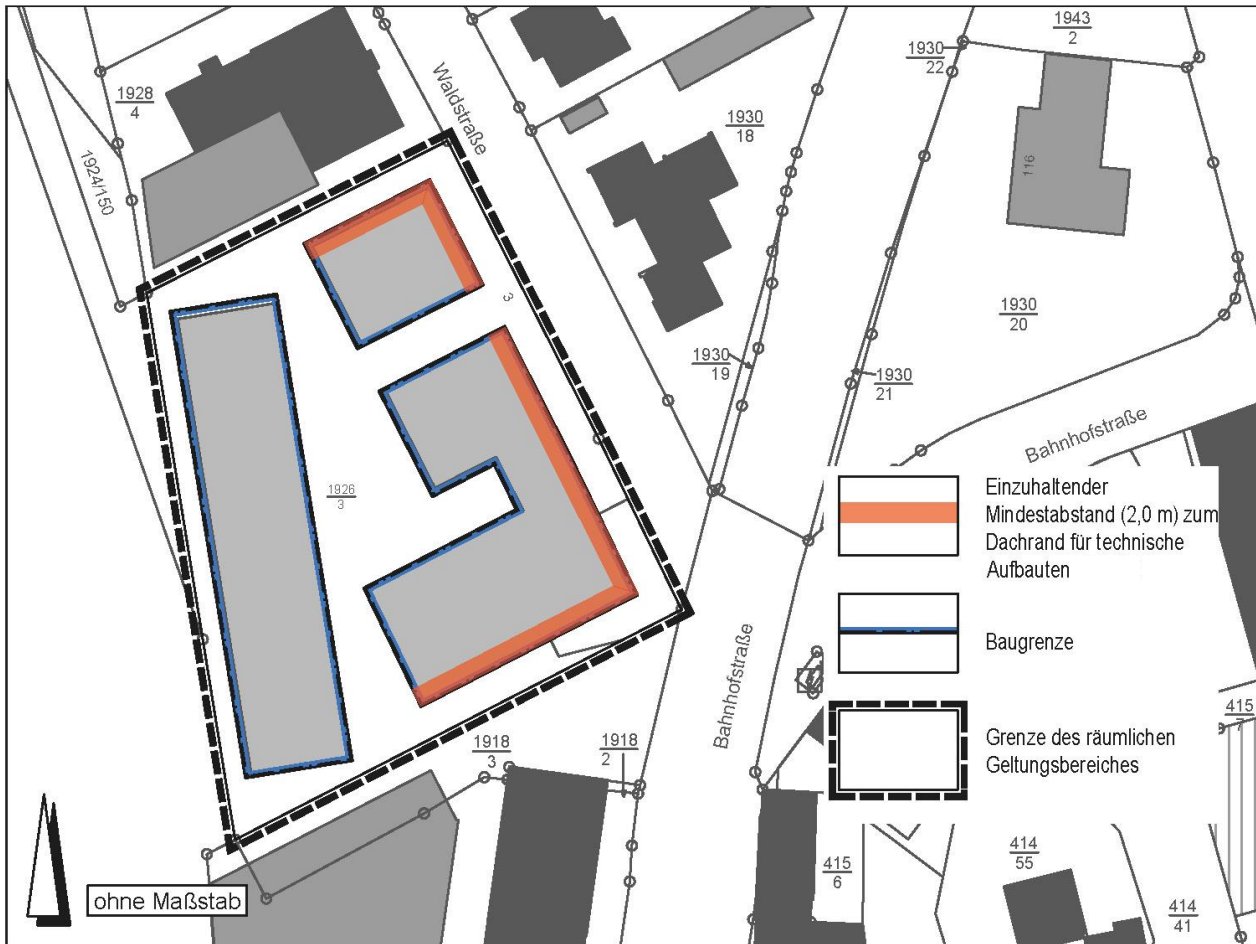 1943
2
1930
22
1928
4
Waldstraße
1930
18
1924/150
116
3
1930
20
1930
19
1930
21
Bahnhofstraße
1926
3
Einzuhaltender
Mindestabstand (2,0 m) zum
Dachrand für technische
Aufbauten
Baugrenze
Bahnhofstraße
415
7
Grenze des räumlichen
Geltungsbereiches
1918
3
1918
2
ohne Maßstab
415
6
414
55
414
41